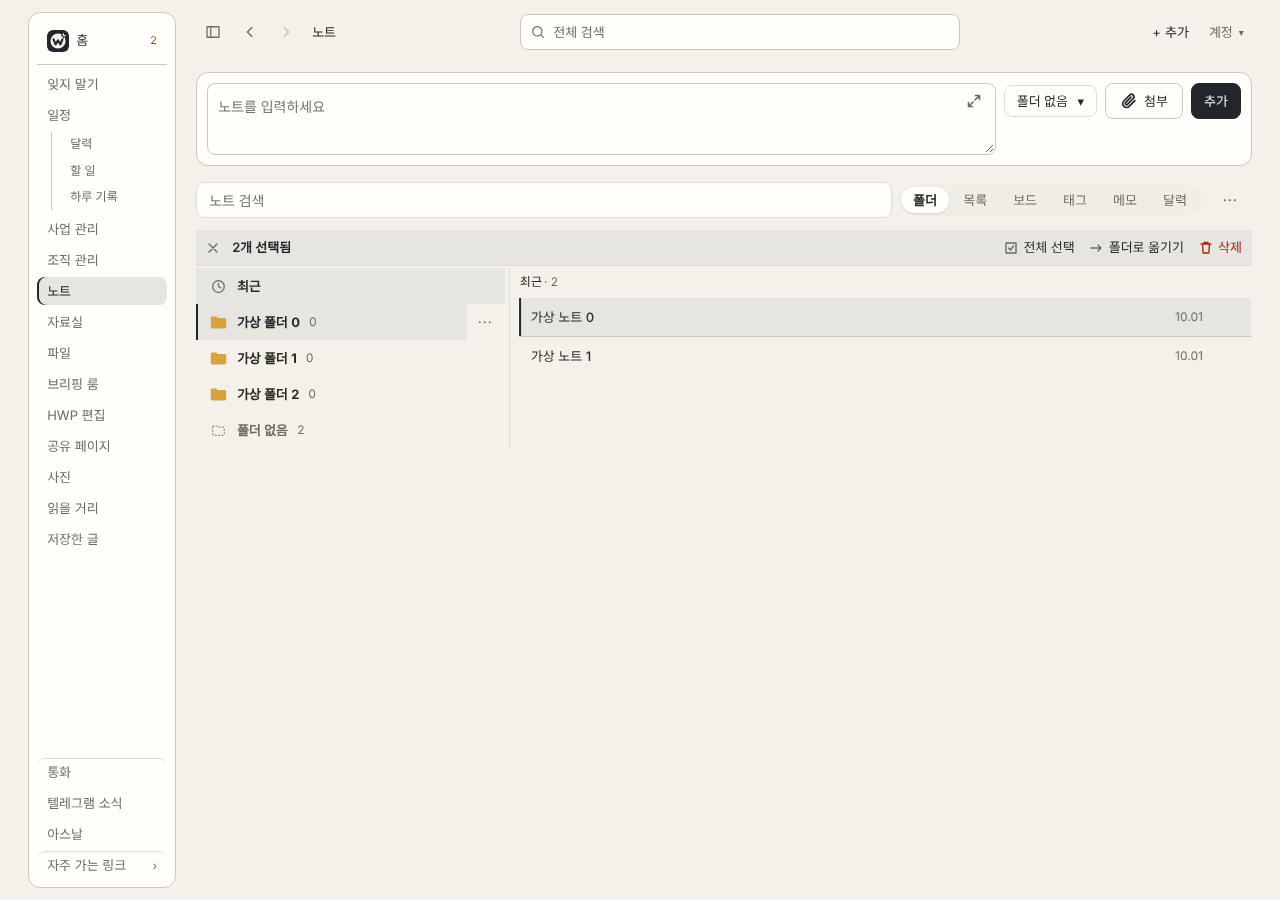 홈 2
잊지 말기
일정
달력
할 일
하루 기록
사업 관리
조직 관리
노트
자료실
파일
브리핑 룸
HWP 편집
공유 페이지
사진
읽을 거리
저장한 글
통화
텔레그램 소식
아스날
자주 가는 링크 ›
노트
전체 검색
+ 추가
계정 ▾
노트를 입력하세요
폴더 없음 ▾
첨부
추가
노트 검색
폴더 목록 보드 태그 메모 달력 ···
2개 선택됨
전체 선택 → 폴더로 옮기기 삭제
최근
가상 폴더 0 0 ···
가상 폴더 1 0
가상 폴더 2 0
폴더 없음 2
최근 · 2
가상 노트 0 10.01
가상 노트 1 10.01